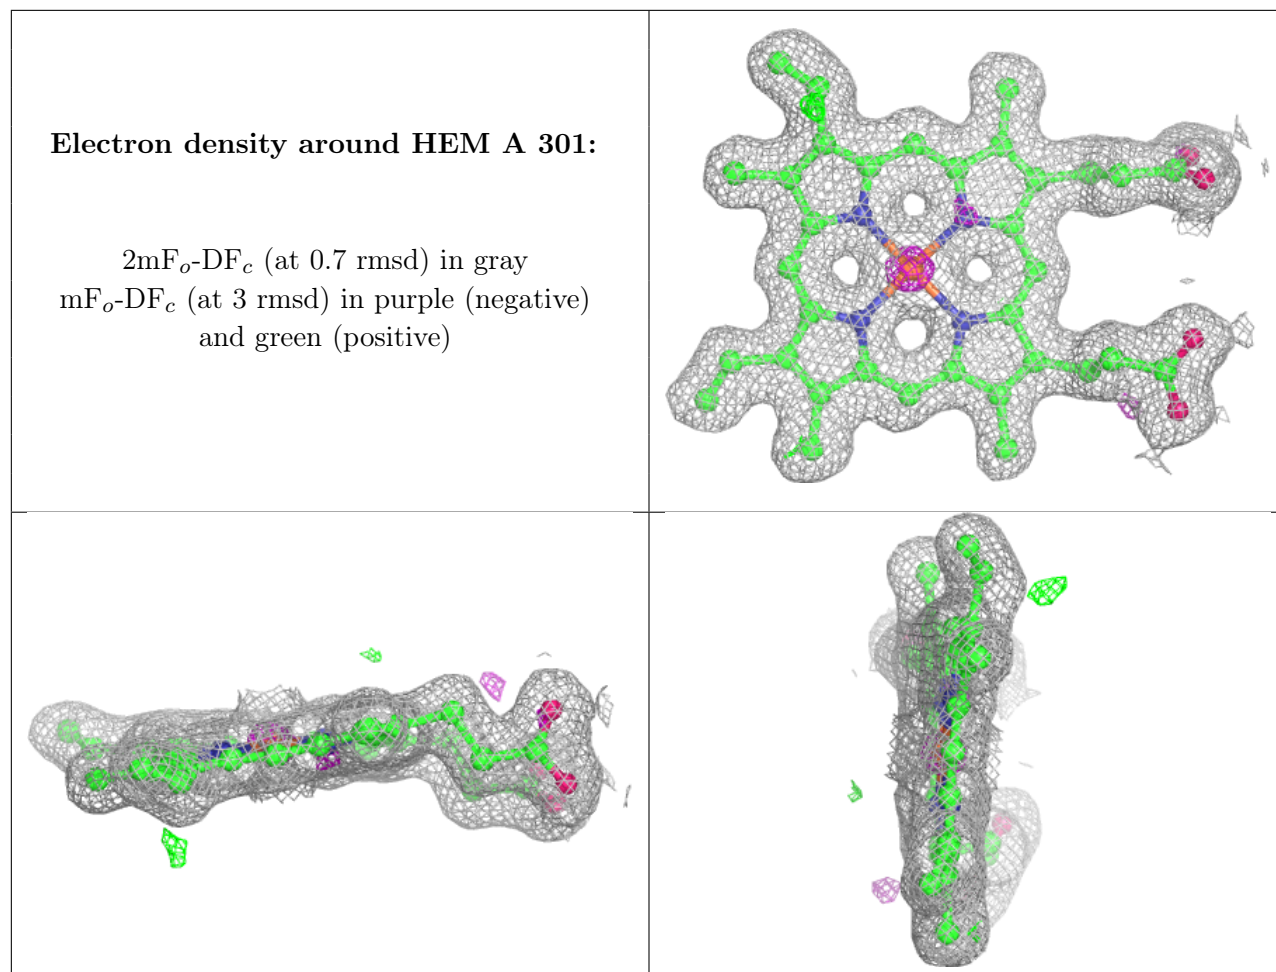 Electron density around HEM A 301:
2mFo-DFc (at 0.7 rmsd) in gray
mFo-DFc (at 3 rmsd) in purple (negative)
and green (positive)